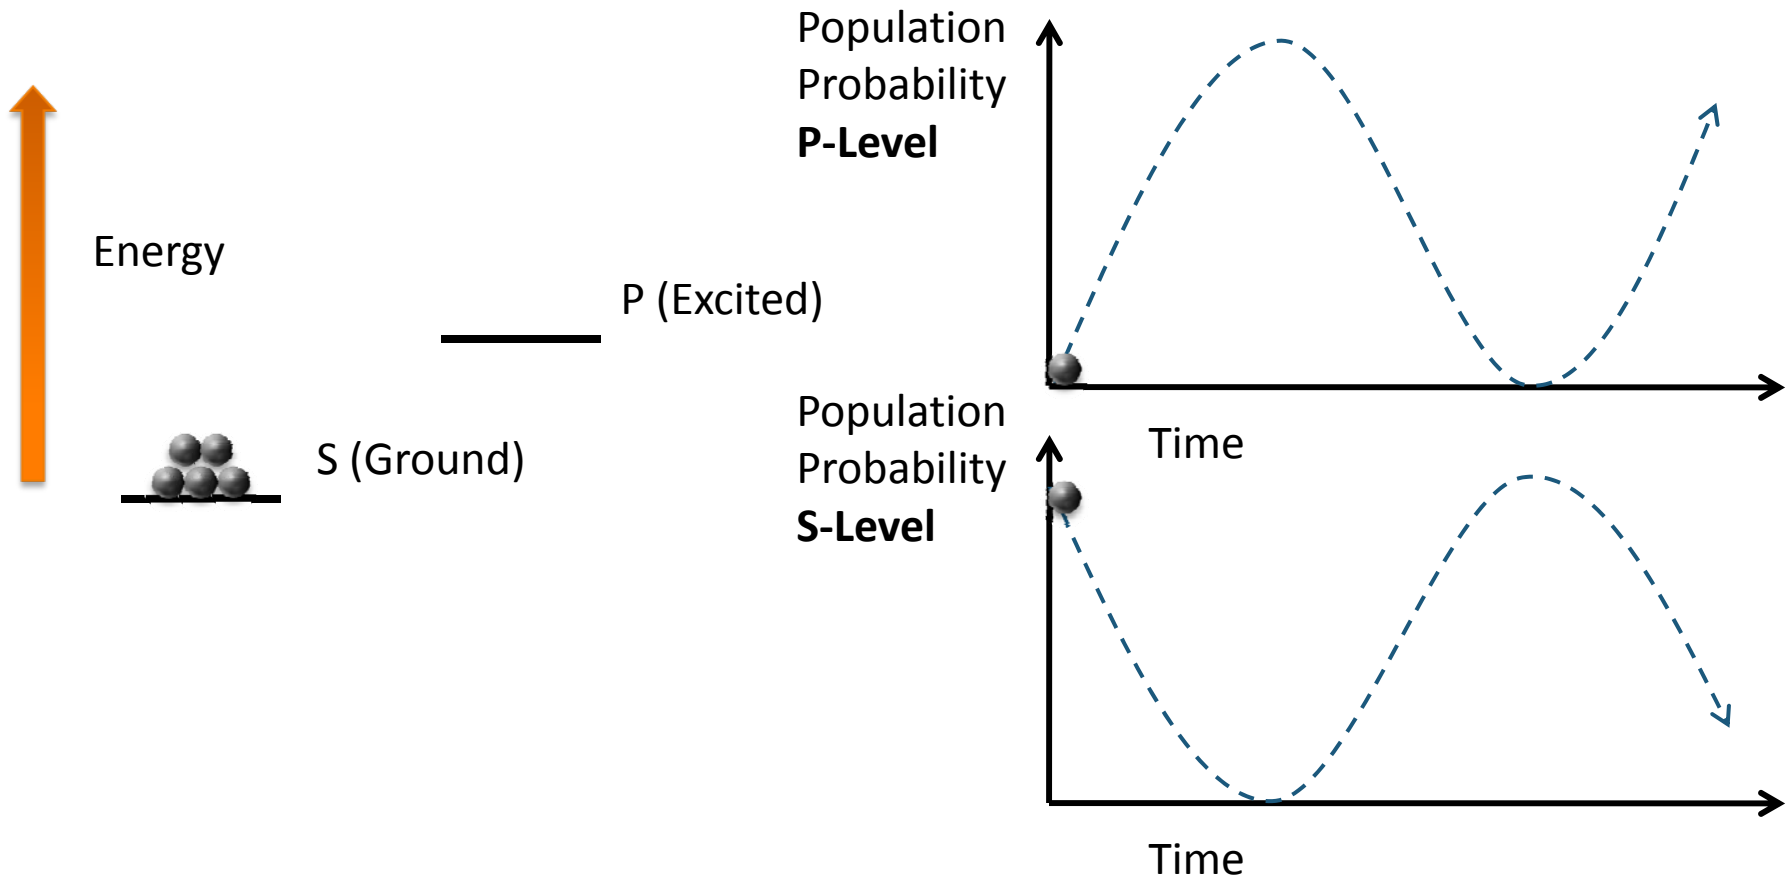 Energy
P (Excited)
S (Ground)
Population
Probability
P-Level
Time
Population
Probability
S-Level
Time